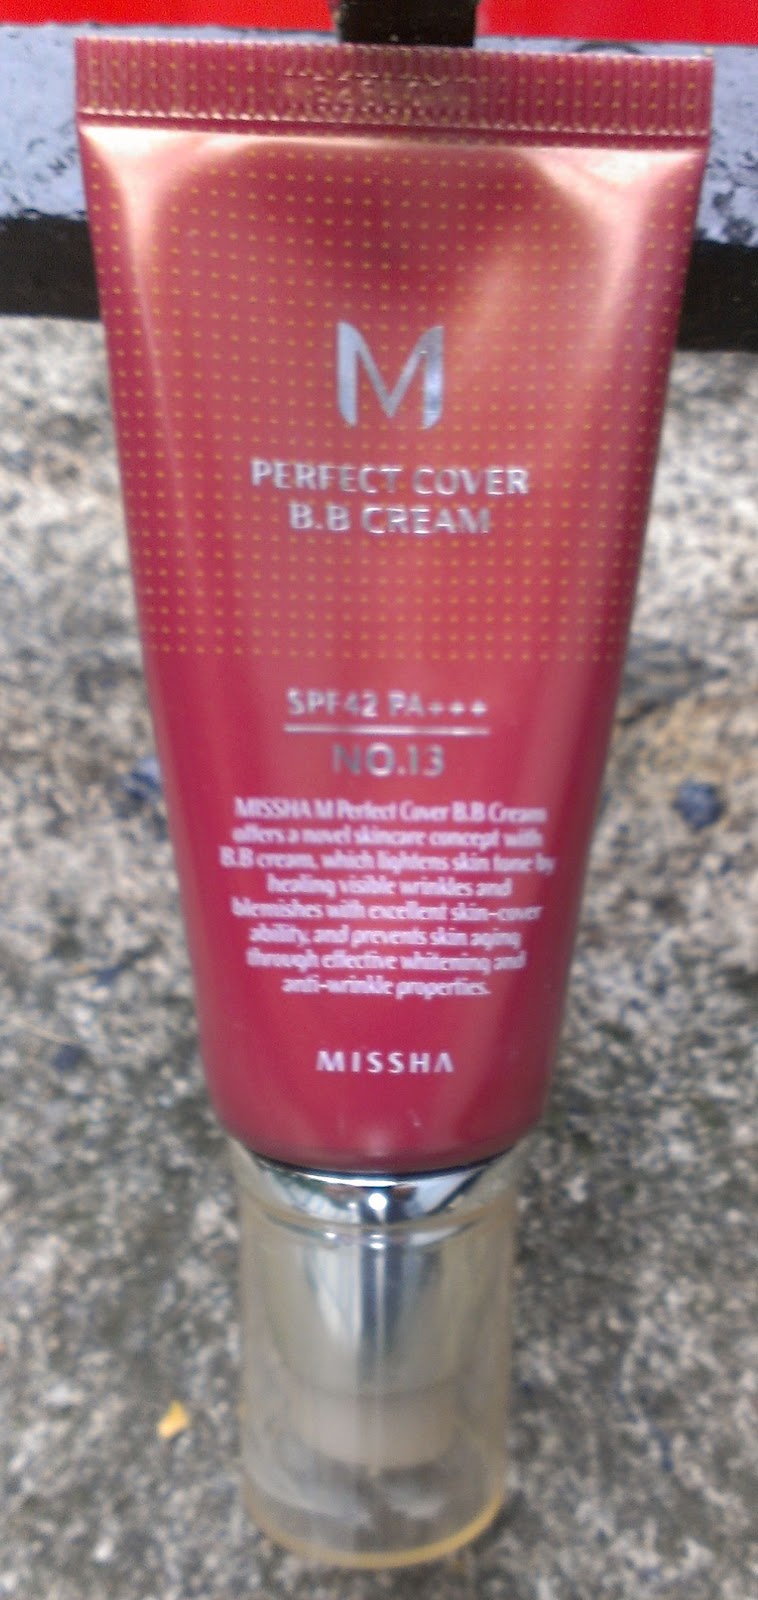 M
PERFECT COVER
B.B CREAM
SPF42 PA+++
NO.13
MISSHA M Perfect Cover B.B Cream
offers a novel skincare concept with
B.B cream, which lightens skin tone by
healing visible wrinkles and
blemishes with excellent skin-cover
ability, and prevents skin aging
through effective whitening and
anti-wrinkle properties.
MISSHA